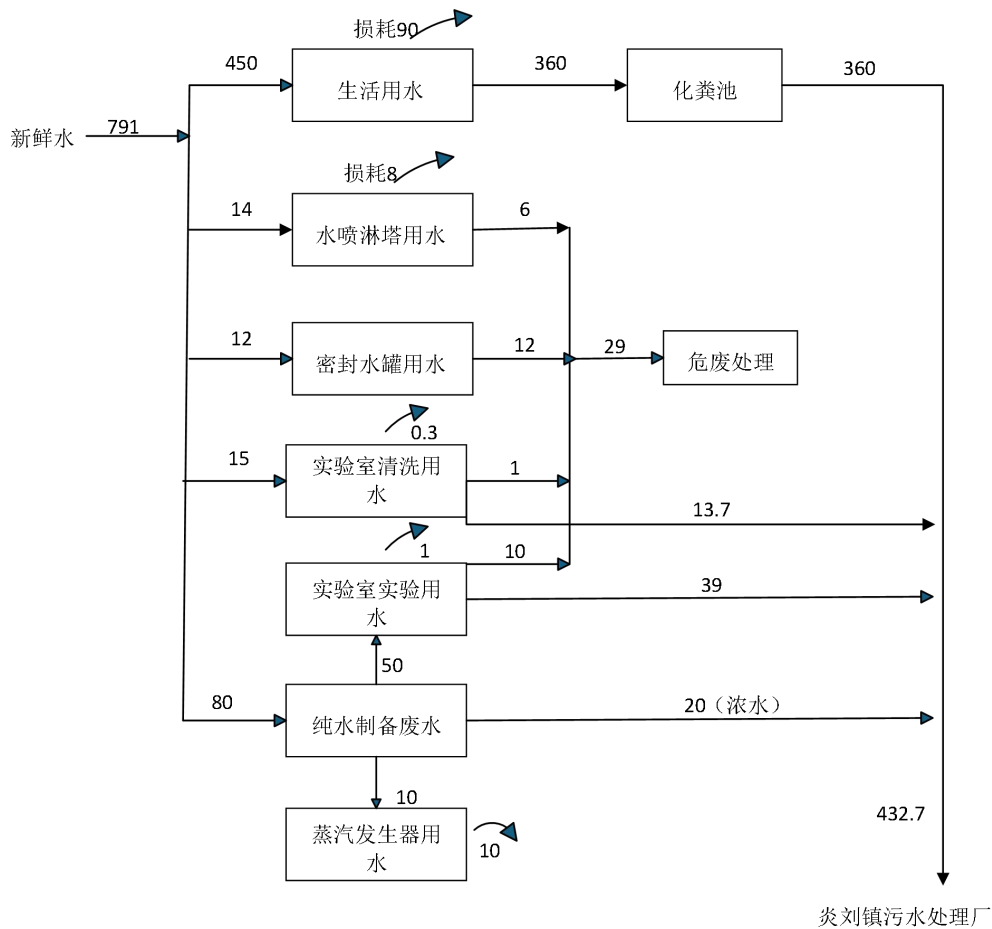 损耗90
450
生活用水
360
化粪池
360
新鲜水
791
损耗8
14
水喷淋塔用水
6
12
密封水罐用水
12
29
危废处理
0.3
15
实验室清洗用
水
1
13.7
1
10
实验室实验用
水
39
50
80
纯水制备废水
20（浓水）
10
蒸汽发生器用
水
10
432.7
炎刘镇污水处理厂